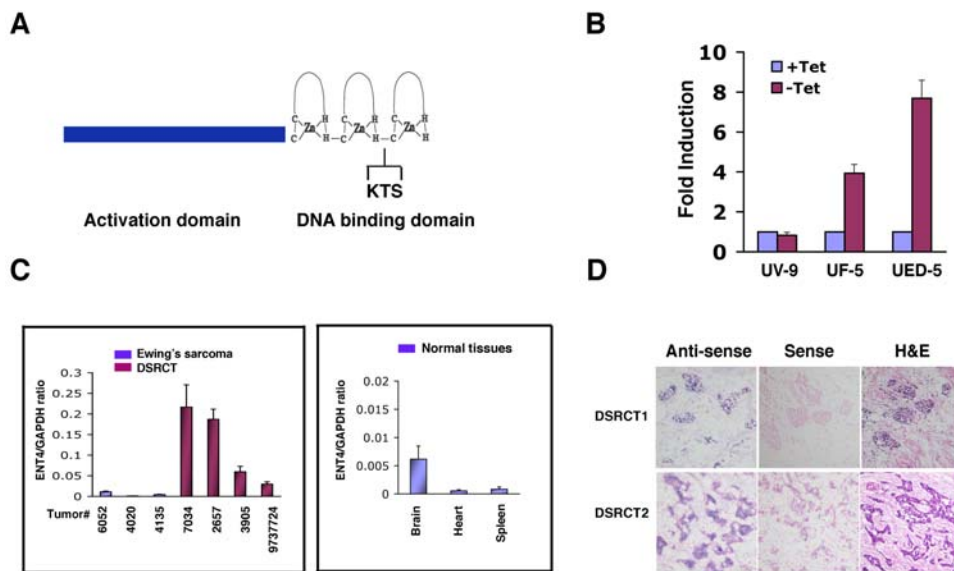 A
C Zn H
C H
C Zn H
C H
C Zn H
C H
KTS
Activation domain
DNA binding domain
B
Fold Induction
10
8
6
4
2
0
+Tet
-Tet
UV-9 UF-5 UED-5
C
Ewing's sarcoma
DSRCT
ENT4/GAPDH ratio
0.3
0.25
0.2
0.15
0.1
0.05
0
Tumor# 6052 4020 4135 7034 2657 3905 9737724
Normal tissues
ENT4/GAPDH ratio
0.02
0.015
0.01
0.005
0
Brain Heart Spleen
D
Anti-sense Sense H&E
DSRCT1
DSRCT2